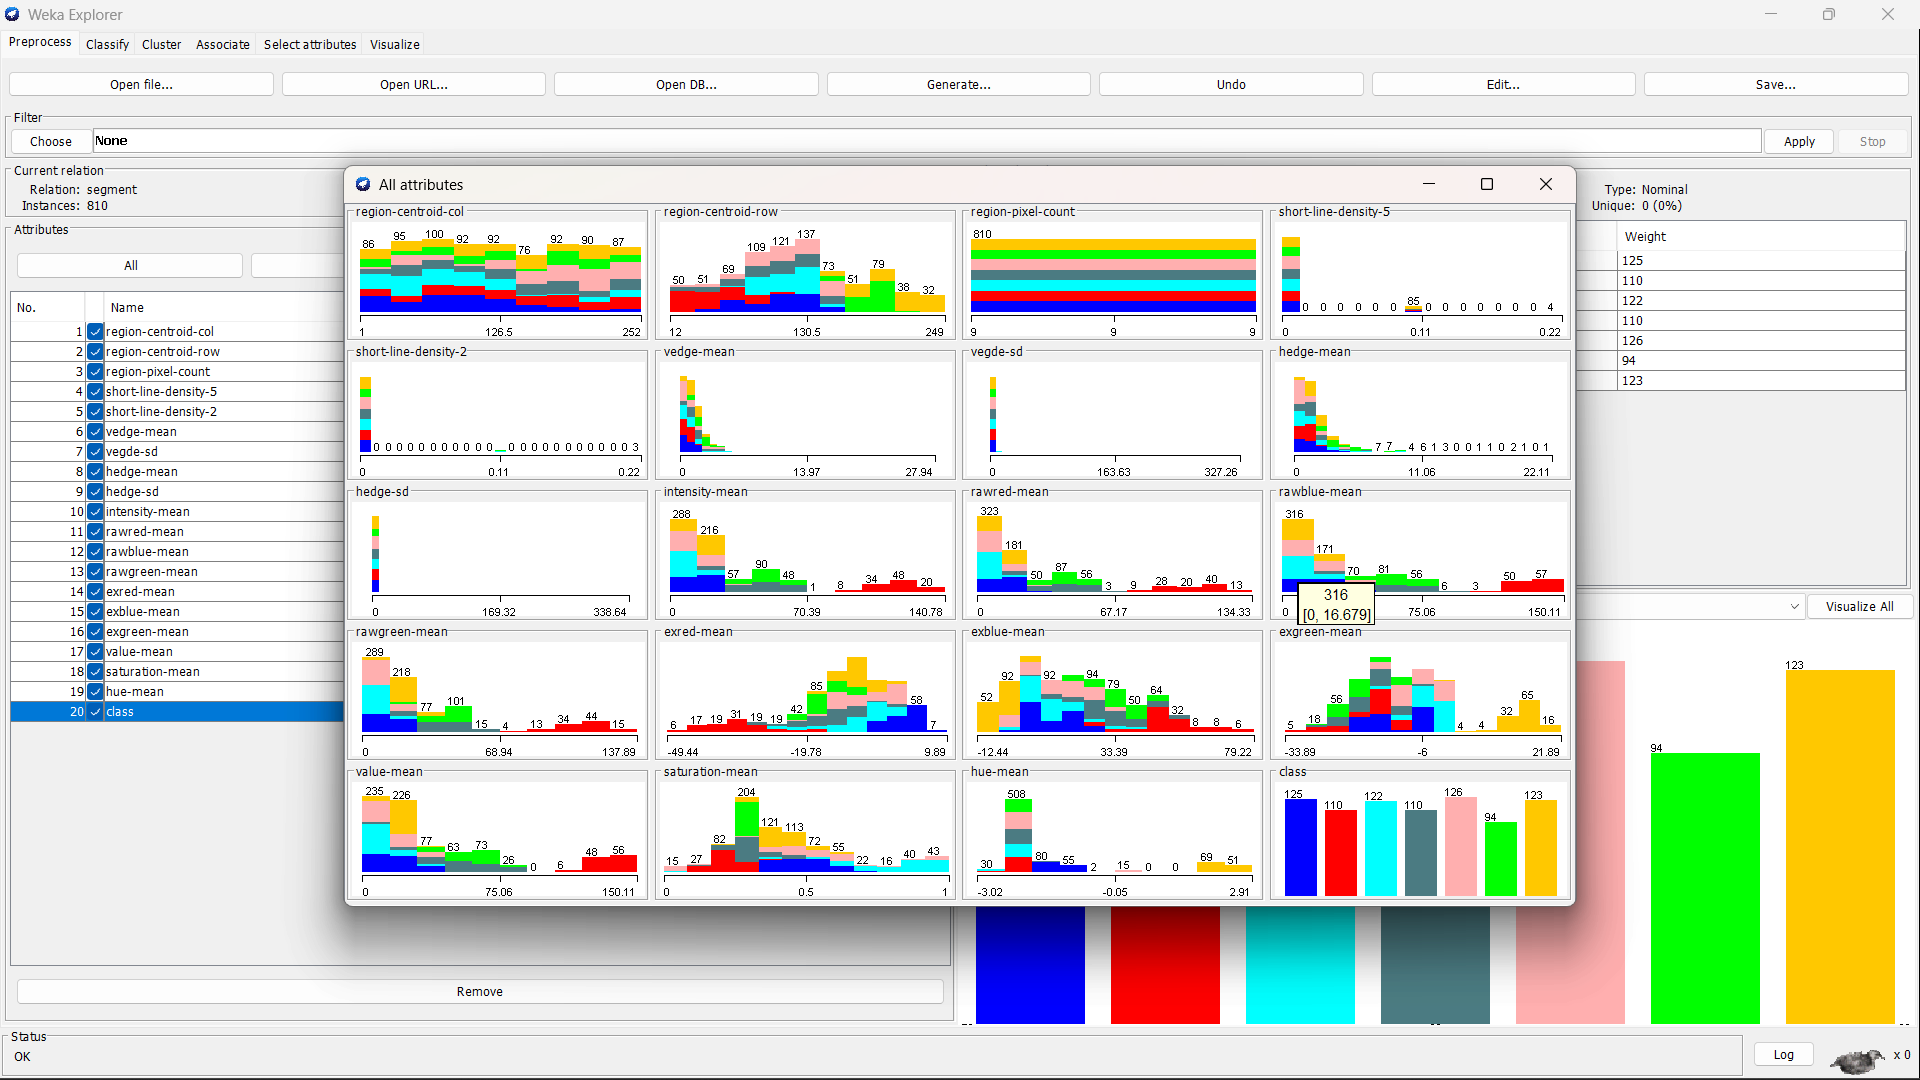 Weka Explorer
Preprocess Classify Cluster Associate Select attributes Visualize
Open file... Open URL... Open DB... Generate... Undo Edit... Save...
Filter
Choose None Apply Stop
Current relation
Relation: segment
Instances: 810
Type: Nominal
Unique: 0 (0%)
Attributes
All
No. Name
1 region-centroid-col
2 region-centroid-row
3 region-pixel-count
4 short-line-density-5
5 short-line-density-2
6 vedge-mean
7 vegde-sd
8 hedge-mean
9 hedge-sd
10 intensity-mean
11 rawred-mean
12 rawblue-mean
13 rawgreen-mean
14 exred-mean
15 exblue-mean
16 exgreen-mean
17 value-mean
18 saturation-mean
19 hue-mean
20 class
Remove
Weight
125
110
122
110
126
94
123
Visualize All
All attributes
region-centroid-col
86 95 100 92 92 76 92 90 87
1 126.5 252
region-centroid-row
50 51 69 109 121 137 73 51 79 38 32
12 130.5 249
region-pixel-count
810
9 9 9
short-line-density-5
0 0 0 0 0 0 85 0 0 0 0 0 0 0 4
0 0.11 0.22
short-line-density-2
0 0 0 0 0 0 0 0 0 0 0 0 0 0 0 0 0 0 0 0 0 0 0 3
0 0.11 0.22
vedge-mean
0 13.97 27.94
vegde-sd
0 163.63 327.26
hedge-mean
7 7 4 6 1 3 0 0 1 1 0 2 1 0 1
0 11.06 22.11
hedge-sd
0 169.32 338.64
intensity-mean
288 216 57 90 48 1 8 34 48 20
0 70.39 140.78
rawred-mean
323 181 50 87 56 3 9 28 20 40 13
0 67.17 134.33
rawblue-mean
316 171 70 81 56 6 3 50 57
0 75.06 150.11
316
[0, 16.679]
rawgreen-mean
289 218 77 101 15 4 13 34 44 15
0 68.94 137.89
exred-mean
6 17 19 31 19 19 42 85 58 7
-49.44 -19.78 9.89
exblue-mean
52 92 92 94 79 50 64 32 8 8 6
-12.44 33.39 79.22
exgreen-mean
5 18 56 4 4 32 65 16
-33.89 -6 21.89
value-mean
235 226 77 63 73 26 0 6 48 56
0 75.06 150.11
saturation-mean
15 27 82 204 121 113 72 55 22 16 40 43
0 0.5 1
hue-mean
30 508 80 55 2 15 0 0 69 51
-3.02 -0.05 2.91
class
125 110 122 110 126 94 123
94
123
Status
OK
Log
x 0